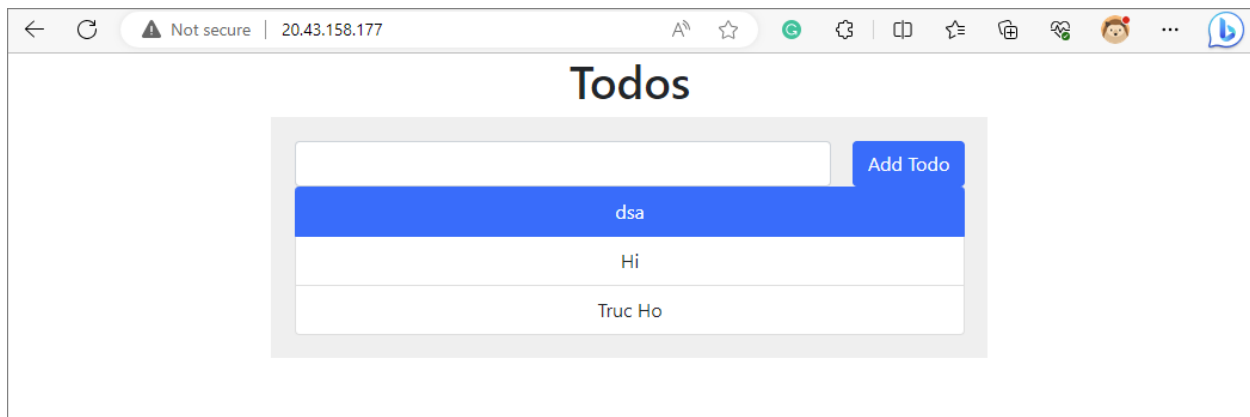 Not secure | 20.43.158.177
Todos
Add Todo
dsa
Hi
Truc Ho